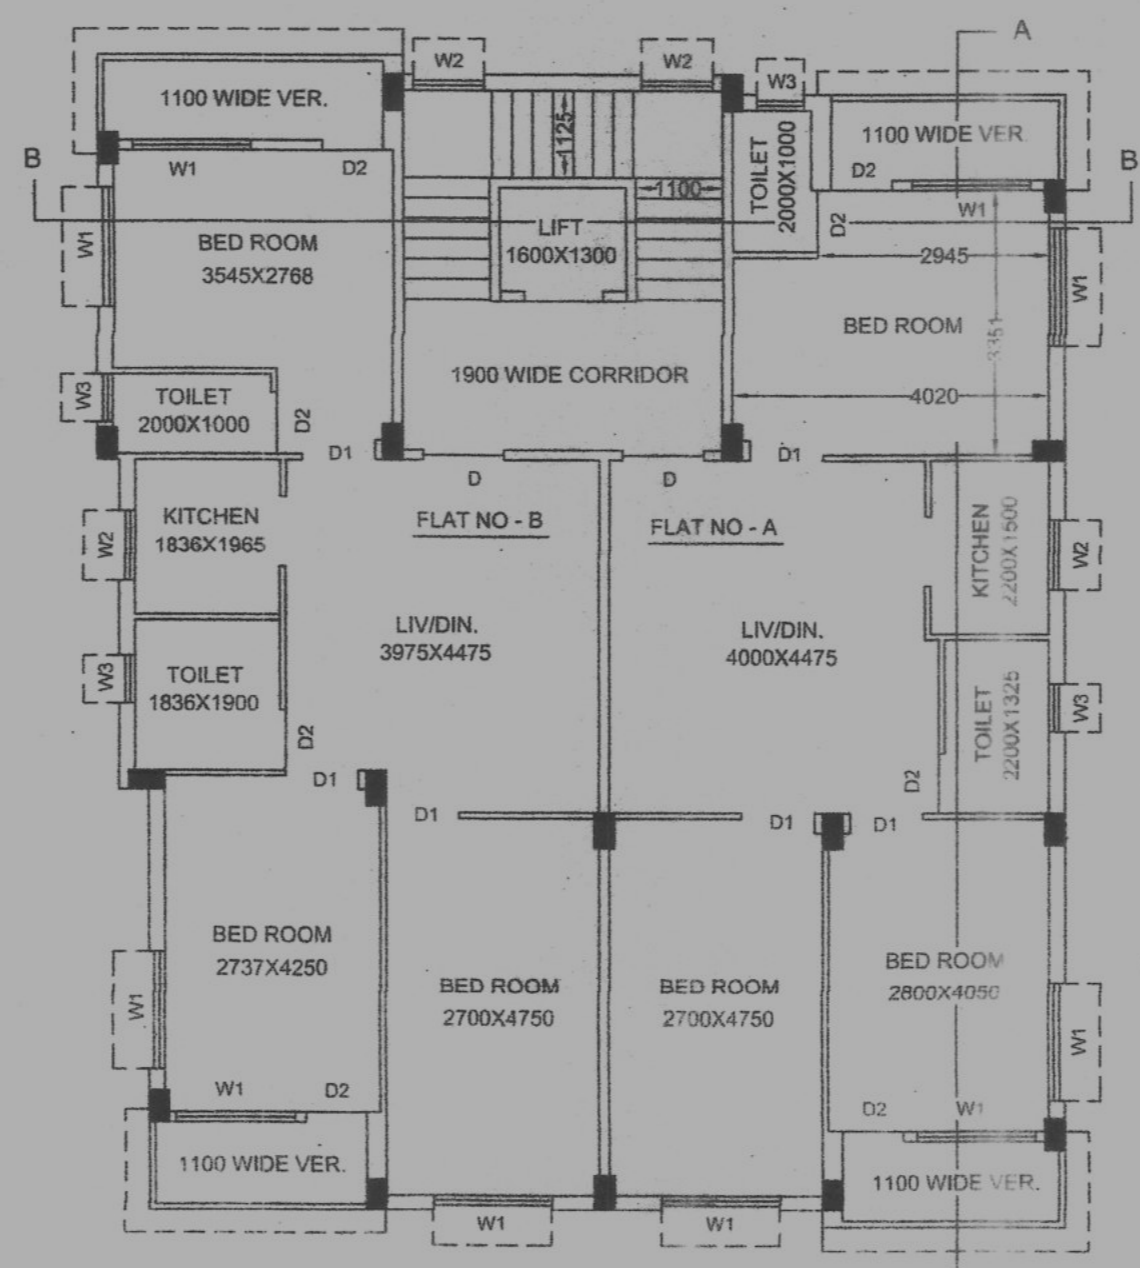 A
W2
W2
W3
1100 WIDE VER.
1125
TOILET
2000X1000
1100 WIDE VER.
B
B
W1
D2
D2
1100
W1
D2
W1
BED ROOM
3545X2768
LIFT
1600X1300
2945
W1
BED ROOM
3351
1900 WIDE CORRIDOR
W3
TOILET
2000X1000
D2
4020
D1
D1
D
D
KITCHEN
1836X1965
FLAT NO - B
FLAT NO - A
KITCHEN
2200X1500
W2
W2
LIV/DIN.
3975X4475
LIV/DIN.
4000X4475
W3
TOILET
1836X1900
TOILET
2200X1325
W3
D2
D2
D1
D1
D1
D1
BED ROOM
2737X4250
BED ROOM
2700X4750
BED ROOM
2700X4750
BED ROOM
2800X4050
W1
W1
W1
D2
D2
W1
1100 WIDE VER.
1100 WIDE VER.
W1
W1